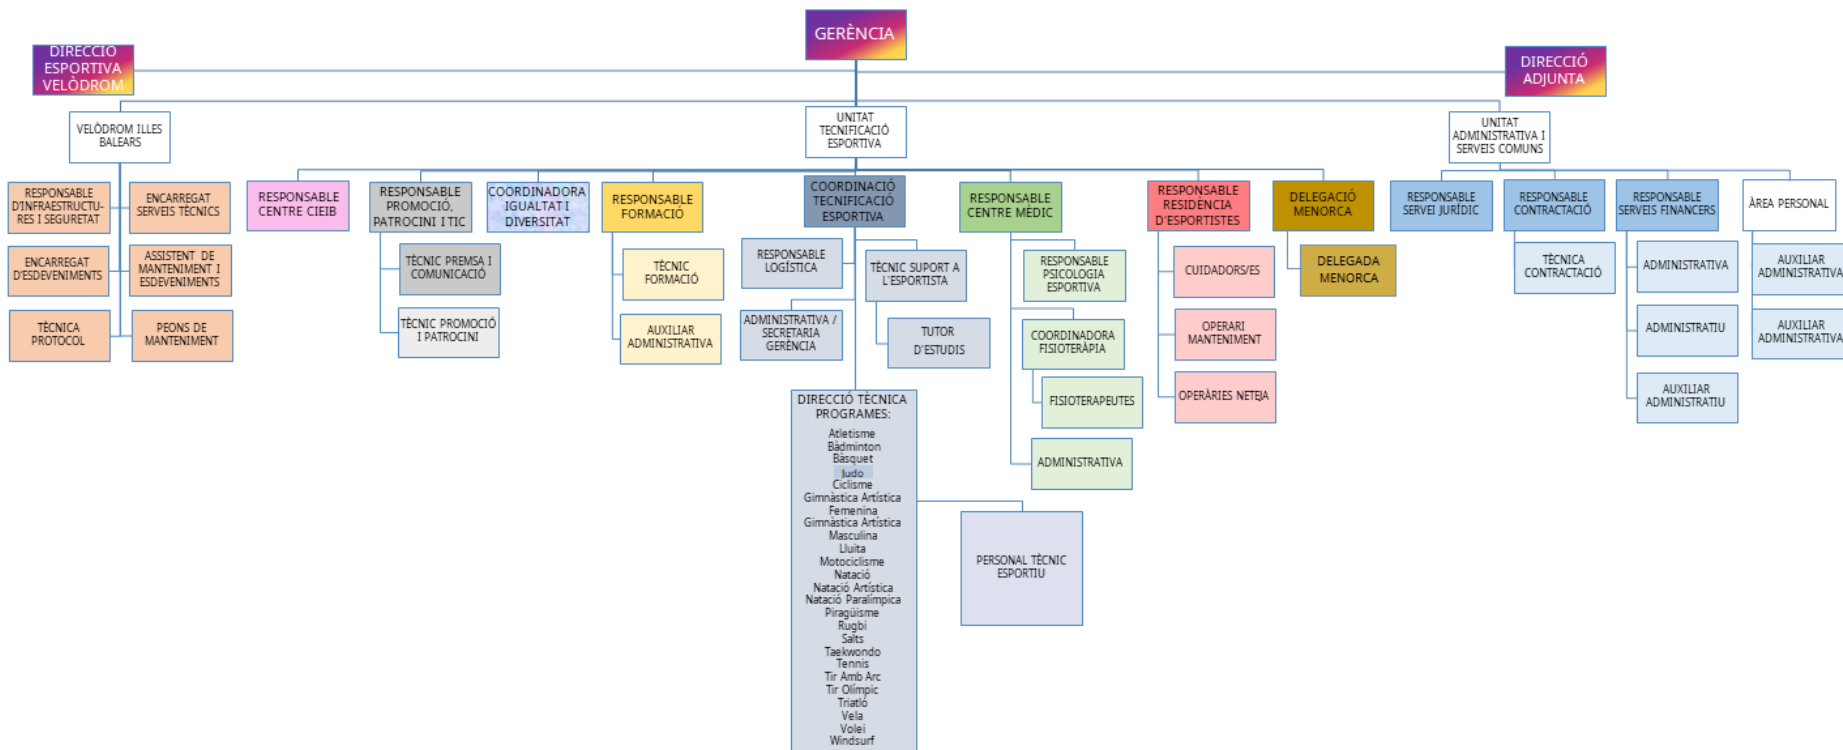 GERÈNCIA
DIRECCIÓ
ESPORTIVA
VELÒDROM
DIRECCIÓ
ADJUNTA
VELÒDROM ILLES
BALEARS
UNITAT
TECNIFICACIÓ
ESPORTIVA
UNITAT
ADMINISTRATIVA I
SERVEIS COMUNS
RESPONSABLE
D'INFRAESTRUCTU-
RES I SEGURETAT
ENCARREGAT
SERVEIS TÈCNICS
ENCARREGAT
D'ESDEVENIMENTS
ASSISTENT DE
MANTENIMENT I
ESDEVENIMENTS
TÈCNICA
PROTOCOL
PEONS DE
MANTENIMENT
RESPONSABLE
CENTRE CIEIB
RESPONSABLE
PROMOCIÓ,
PATROCINI I TIC
TÈCNIC PREMSA I
COMUNICACIÓ
TÈCNIC PROMOCIÓ
I PATROCINI
COORDINADORA
IGUALTAT I
DIVERSITAT
RESPONSABLE
FORMACIÓ
TÈCNIC
FORMACIÓ
AUXILIAR
ADMINISTRATIVA
COORDINACIÓ
TECNIFICACIÓ
ESPORTIVA
RESPONSABLE
LOGÍSTICA
TÈCNIC SUPORT A
L'ESPORTISTA
ADMINISTRATIVA /
SECRETARIA
GERÈNCIA
TUTOR
D'ESTUDIS
DIRECCIÓ TÈCNICA
PROGRAMES:
Atletisme
Bàdminton
Bàsquet
Judo
Ciclisme
Gimnàstica Artística
Femenina
Gimnàstica Artística
Masculina
Lluita
Motociclisme
Natació
Natació Artística
Natació Paralímpica
Piragüisme
Rugbi
Salts
Taekwondo
Tennis
Tir Amb Arc
Tir Olímpic
Triatló
Vela
Volei
Windsurf
PERSONAL TÈCNIC
ESPORTIU
RESPONSABLE
CENTRE MÈDIC
RESPONSABLE
PSICOLOGIA
ESPORTIVA
COORDINADORA
FISIOTERÀPIA
FISIOTERAPEUTES
ADMINISTRATIVA
RESPONSABLE
RESIDÈNCIA
D'ESPORTISTES
CUIDADORS/ES
OPERARI
MANTENIMENT
OPERÀRIES NETEJA
DELEGACIÓ
MENORCA
DELEGADA
MENORCA
RESPONSABLE
SERVEI JURÍDIC
RESPONSABLE
CONTRACTACIÓ
TÈCNICA
CONTRACTACIÓ
RESPONSABLE
SERVEIS FINANCERS
ADMINISTRATIVA
ADMINISTRATIU
AUXILIAR
ADMINISTRATIU
ÀREA PERSONAL
AUXILIAR
ADMINISTRATIVA
AUXILIAR
ADMINISTRATIVA